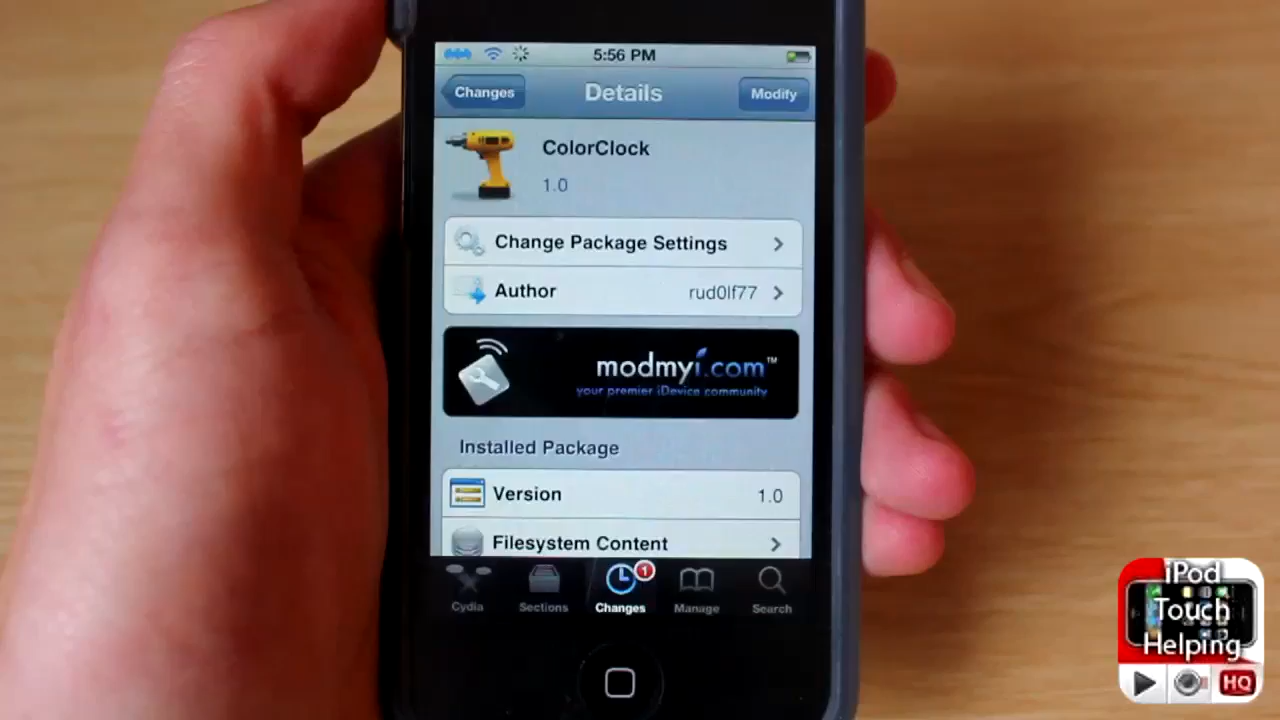 5:56 PM
Changes
Details
Modify
ColorClock
1.0
Change Package Settings
Author rud0lf77
modmyi.com™
your premier iDevice community
Installed Package
Version 1.0
Filesystem Content
1
Cydia Sections Changes Manage Search
iPod
Touch
Helping
HQ